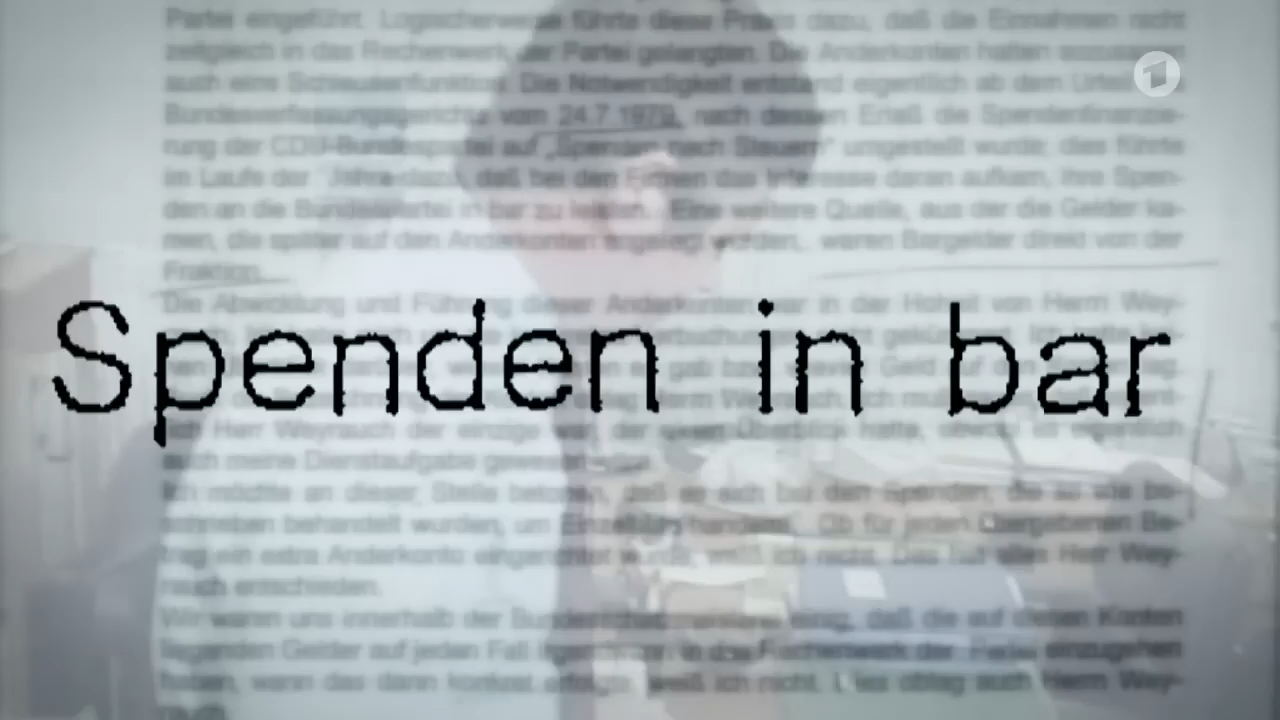 Partei eingeführt. Logischerweise führte diese Praxis dazu, daß die Einnahmen nicht
zeitgleich in das Rechenwerk der Partei gelangten. Die Anderkonten hatten sozusagen
auch eine Schleusenfunktion. Die Notwendigkeit entstand eigentlich ab dem
Bundesverfassungsgerichts vom 24.7.1979, nach dessen Erlaß die Spendenfinanzie-
rung der CDU-Bundespartei auf „Spenden nach Steuern" umgestellt wurde; dies führte
im Laufe der Jahre dazu, daß bei den Firmen das Interesse daran aufkam, ihre Spen-
den an die Bundespartei in bar zu leisten. Eine weitere Quelle, aus der die Gelder ka-
men, die später auf den Anderkonten angelegt wurden, waren Bargelder direkt von der
Fraktion.
Die Abwicklung und Führung dieser Anderkonten war in der Hoheit von Herrn Wey-
Spenden in bar
lich Herr Weyrauch der einzige war, der einen Überblick hatte, obwohl es eigentlich
auch meine Dienstaufgabe gewesen
Ich möchte an dieser Stelle betonen, daß es sich bei den Spenden, die so wie be-
schrieben behandelt wurden, um Einzelfälle handelte. Ob für jeden übergebenen Be-
trag ein extra Anderkonto eingerichtet wurde, weiß ich nicht. Das hat alles Herr Wey-
rauch entschieden.
Wir waren uns innerhalb der Bundesschatzmeisterei einig, daß die auf diesen Konten
liegenden Gelder auf jeden Fall irgendwann in das Rechenwerk der Partei einzugehen
haben, wann das dann konkret erfolgte, weiß ich nicht. Dies oblag auch Herrn Wey-
rauch.